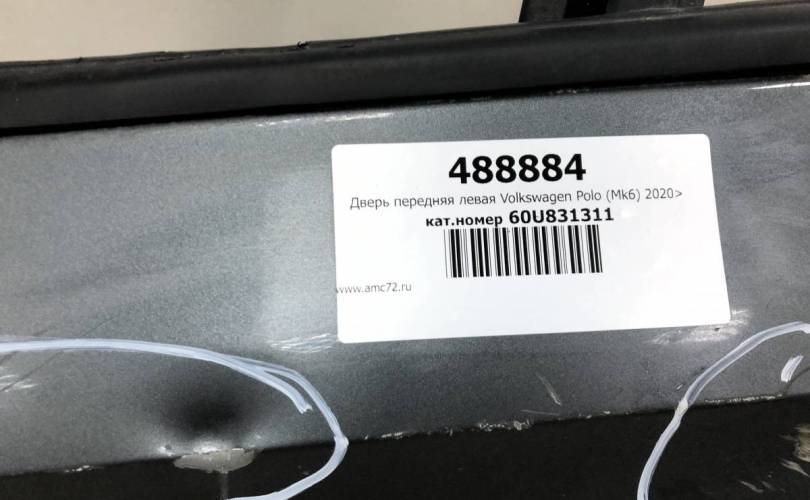 488884
Дверь передняя левая Volkswagen Polo (Mk6) 2020>
кат.номер 60U831311
www.amc72.ru